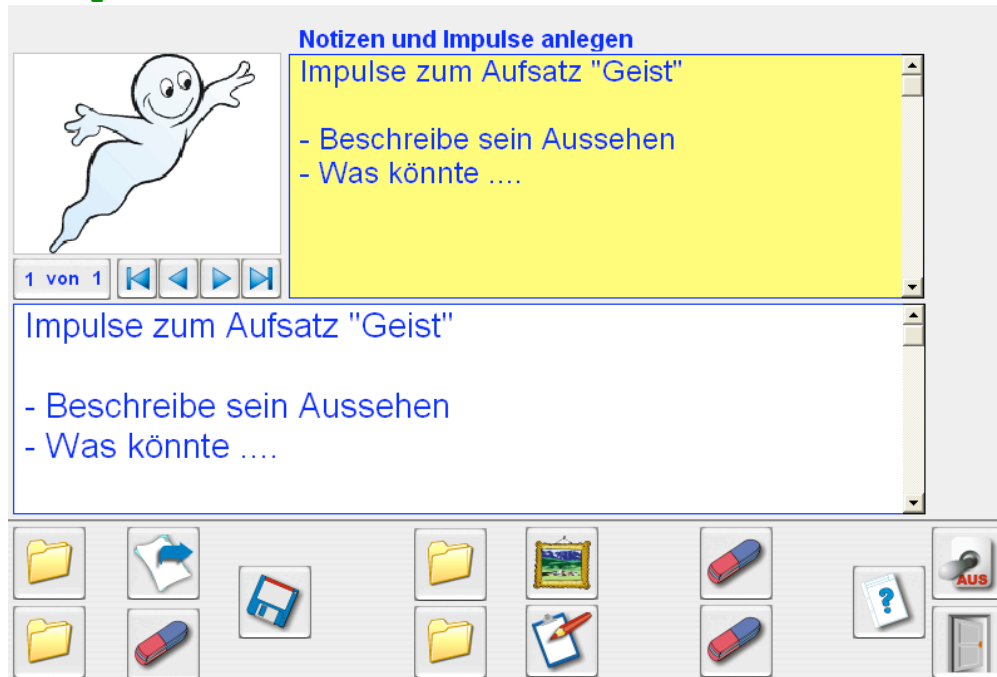 Notizen und Impulse anlegen
Impulse zum Aufsatz "Geist"
- Beschreibe sein Aussehen
- Was könnte ....
1 von 1
Impulse zum Aufsatz "Geist"
- Beschreibe sein Aussehen
- Was könnte ....
?
AUS